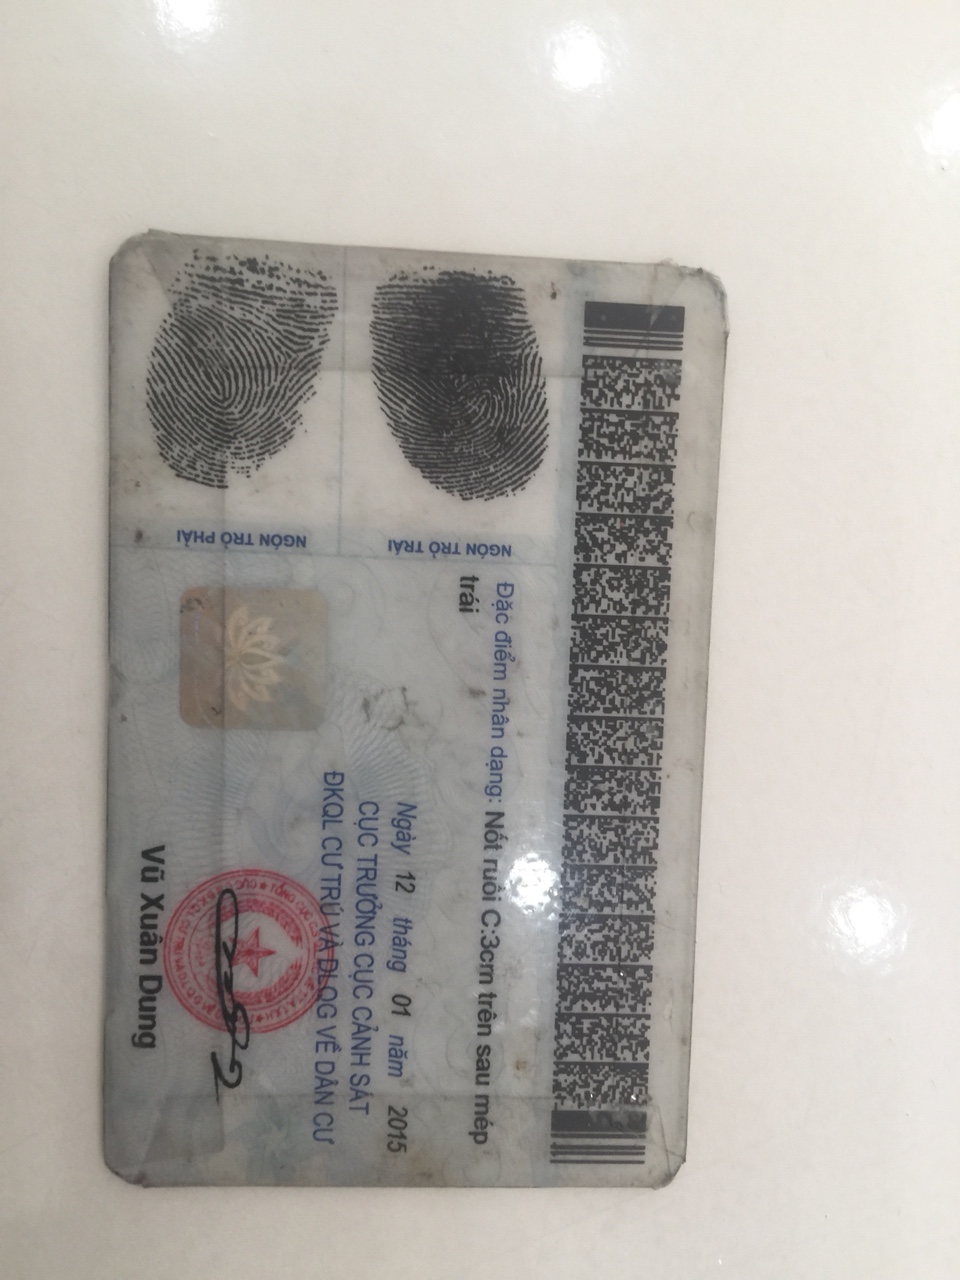 Đặc điểm nhân dạng: Nốt ruồi C:3cm trên sau mép
trái
NGÓN TRỎ TRÁI
NGÓN TRỎ PHẢI
Ngày 12 tháng 01 năm 2015
CỤC TRƯỞNG CỤC CẢNH SÁT
ĐKQL CƯ TRÚ VÀ DLQG VỀ DÂN CƯ
Vũ Xuân Dung